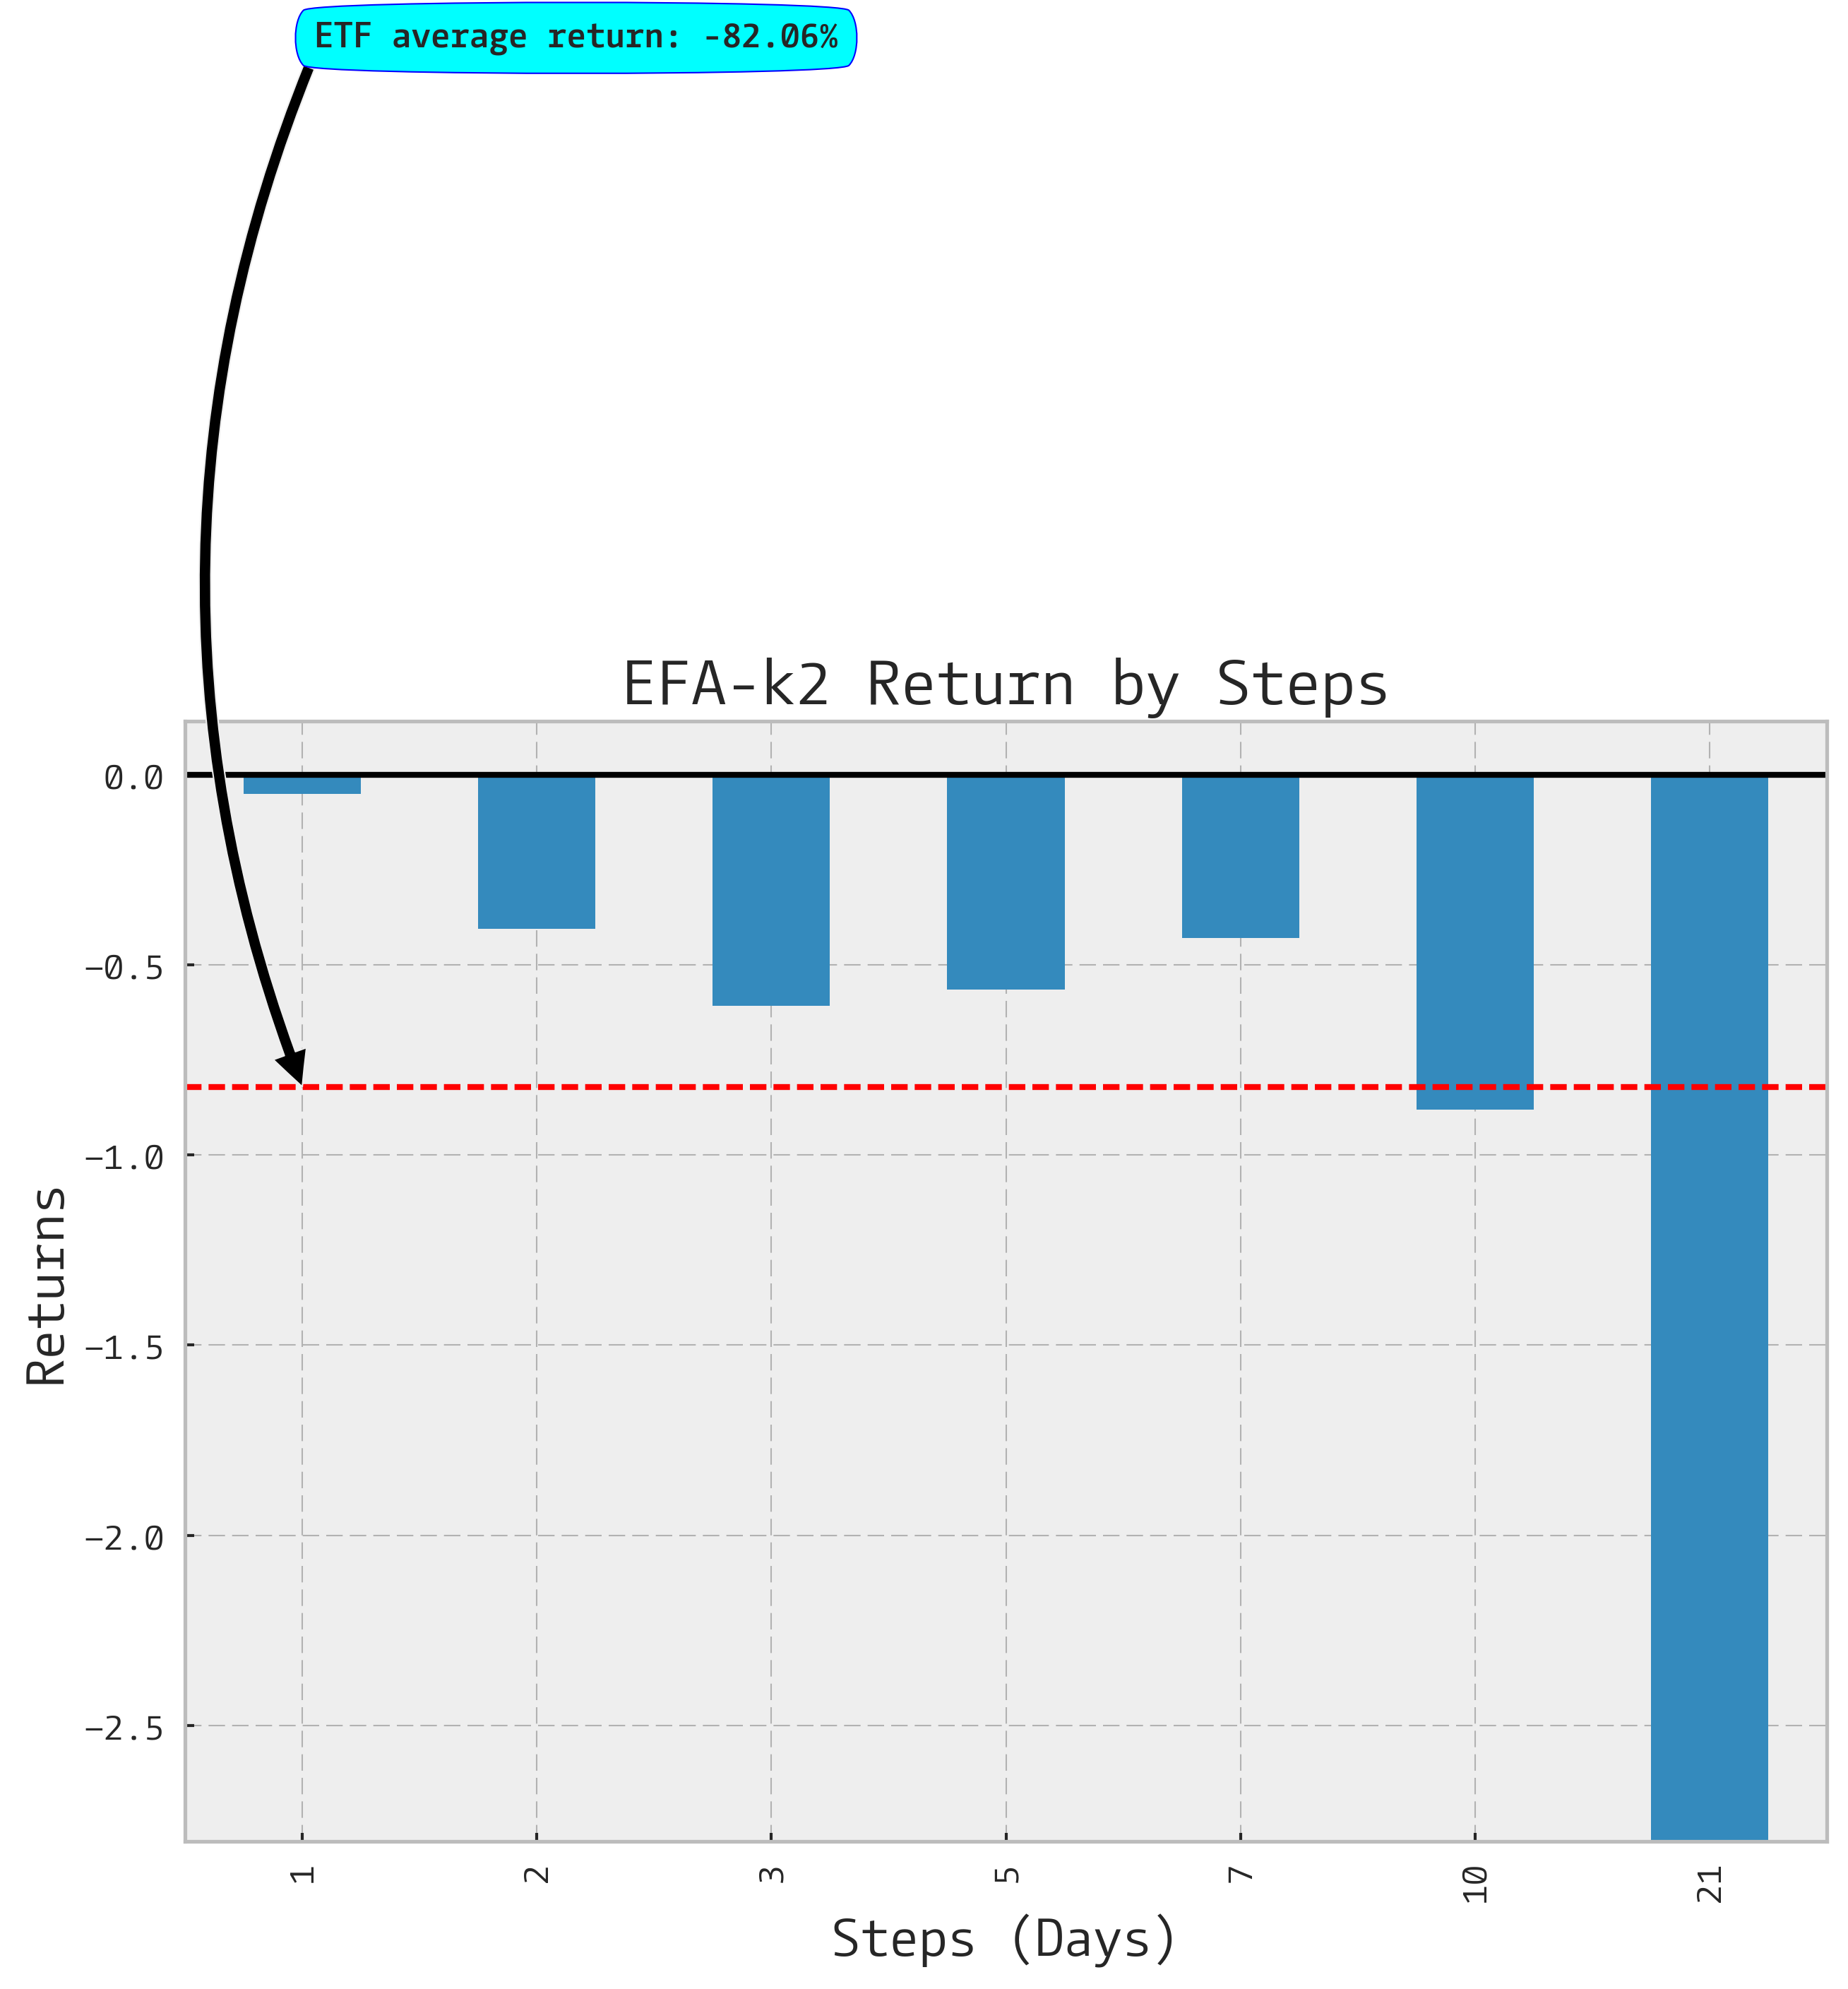 ETF average return: -82.06%
EFA-k2 Return by Steps
0.0
−0.5
−1.0
−1.5
−2.0
−2.5
Returns
1 2 3 5 7 10 21
Steps (Days)